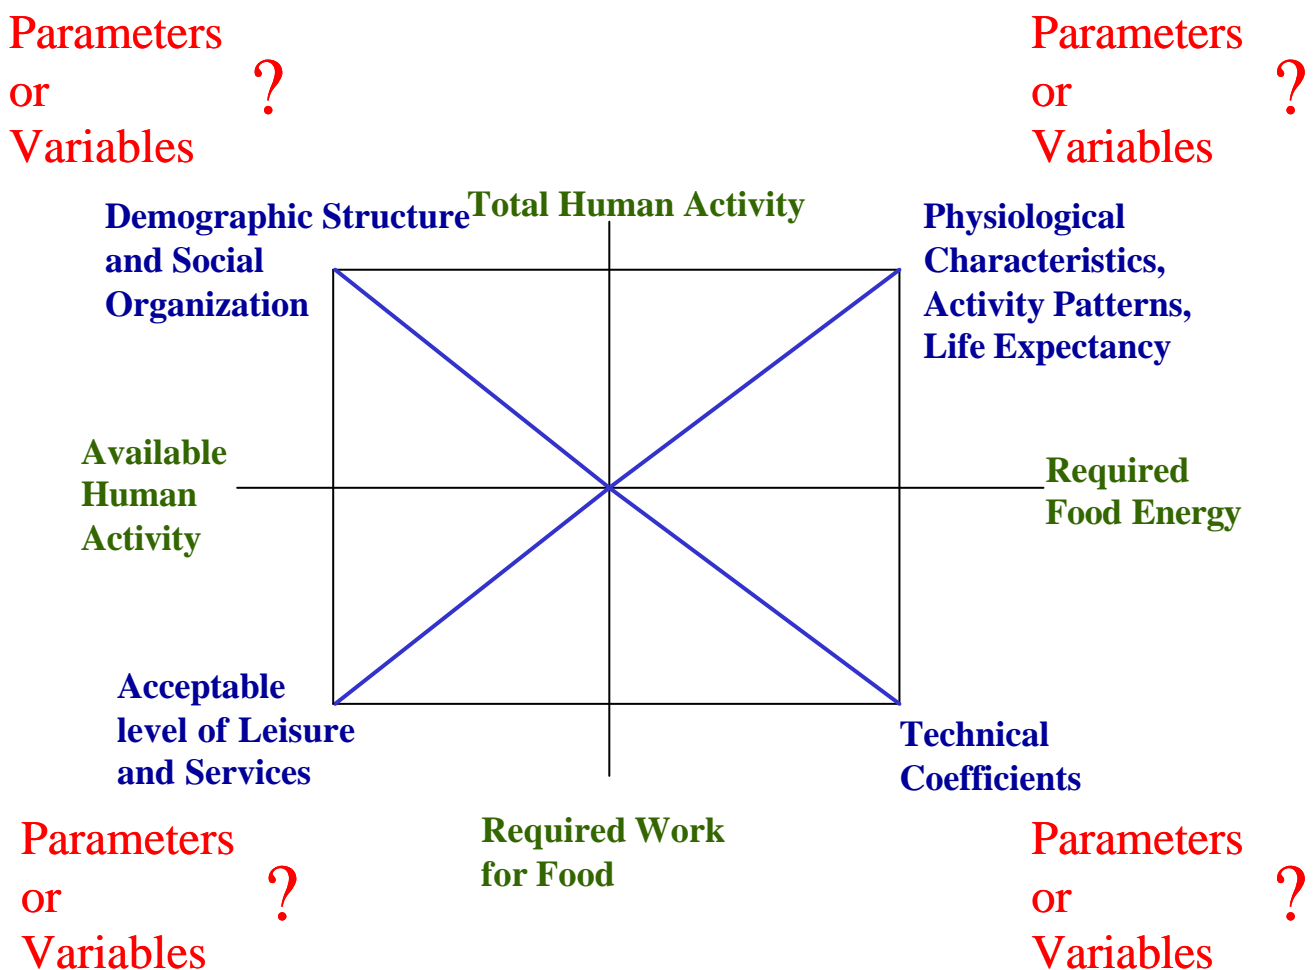 Parameters
or ?
Variables
Parameters
or ?
Variables
Demographic Structure
and Social
Organization
Total Human Activity
Physiological
Characteristics,
Activity Patterns,
Life Expectancy
Available
Human
Activity
Required
Food Energy
Acceptable
level of Leisure
and Services
Technical
Coefficients
Required Work
for Food
Parameters
or ?
Variables
Parameters
or ?
Variables